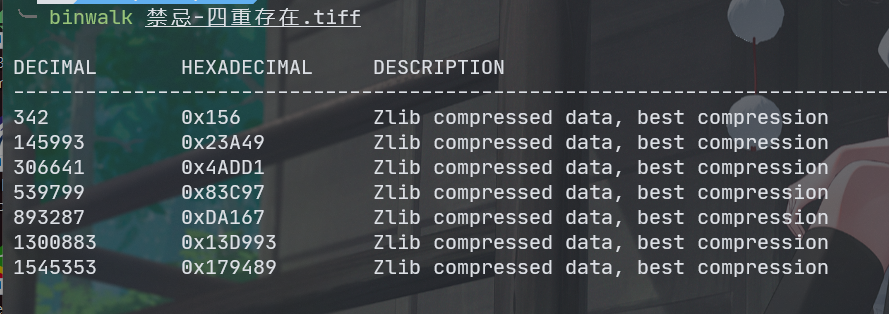 binwalk 禁忌-四重存在.tiff
DECIMAL HEXADECIMAL DESCRIPTION
--------------------------------------------------------------------------------
342 0x156 Zlib compressed data, best compression
145993 0x23A49 Zlib compressed data, best compression
306641 0x4ADD1 Zlib compressed data, best compression
539799 0x83C97 Zlib compressed data, best compression
893287 0xDA167 Zlib compressed data, best compression
1300883 0x13D993 Zlib compressed data, best compression
1545353 0x179489 Zlib compressed data, best compression